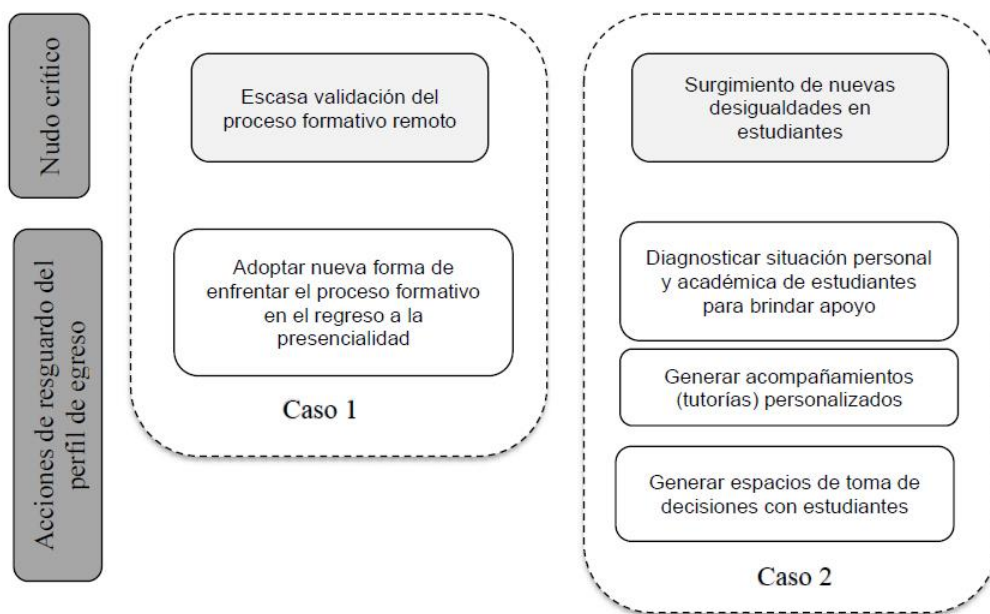 Nudo crítico
Escasa validación del
proceso formativo remoto
Surgimiento de nuevas
desigualdades en
estudiantes
Acciones de resguardo del
perfil de egreso
Adoptar nueva forma de
enfrentar el proceso formativo
en el regreso a la
presencialidad
Caso 1
Diagnosticar situación personal
y académica de estudiantes
para brindar apoyo
Generar acompañamientos
(tutorías) personalizados
Generar espacios de toma de
decisiones con estudiantes
Caso 2